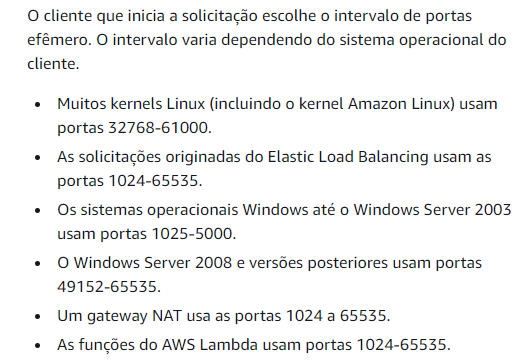 O cliente que inicia a solicitação escolhe o intervalo de portas
efêmero. O intervalo varia dependendo do sistema operacional do
cliente.
• Muitos kernels Linux (incluindo o kernel Amazon Linux) usam
portas 32768-61000.
• As solicitações originadas do Elastic Load Balancing usam as
portas 1024-65535.
• Os sistemas operacionais Windows até o Windows Server 2003
usam portas 1025-5000.
• O Windows Server 2008 e versões posteriores usam portas
49152-65535.
• Um gateway NAT usa as portas 1024 a 65535.
• As funções do AWS Lambda usam portas 1024-65535.